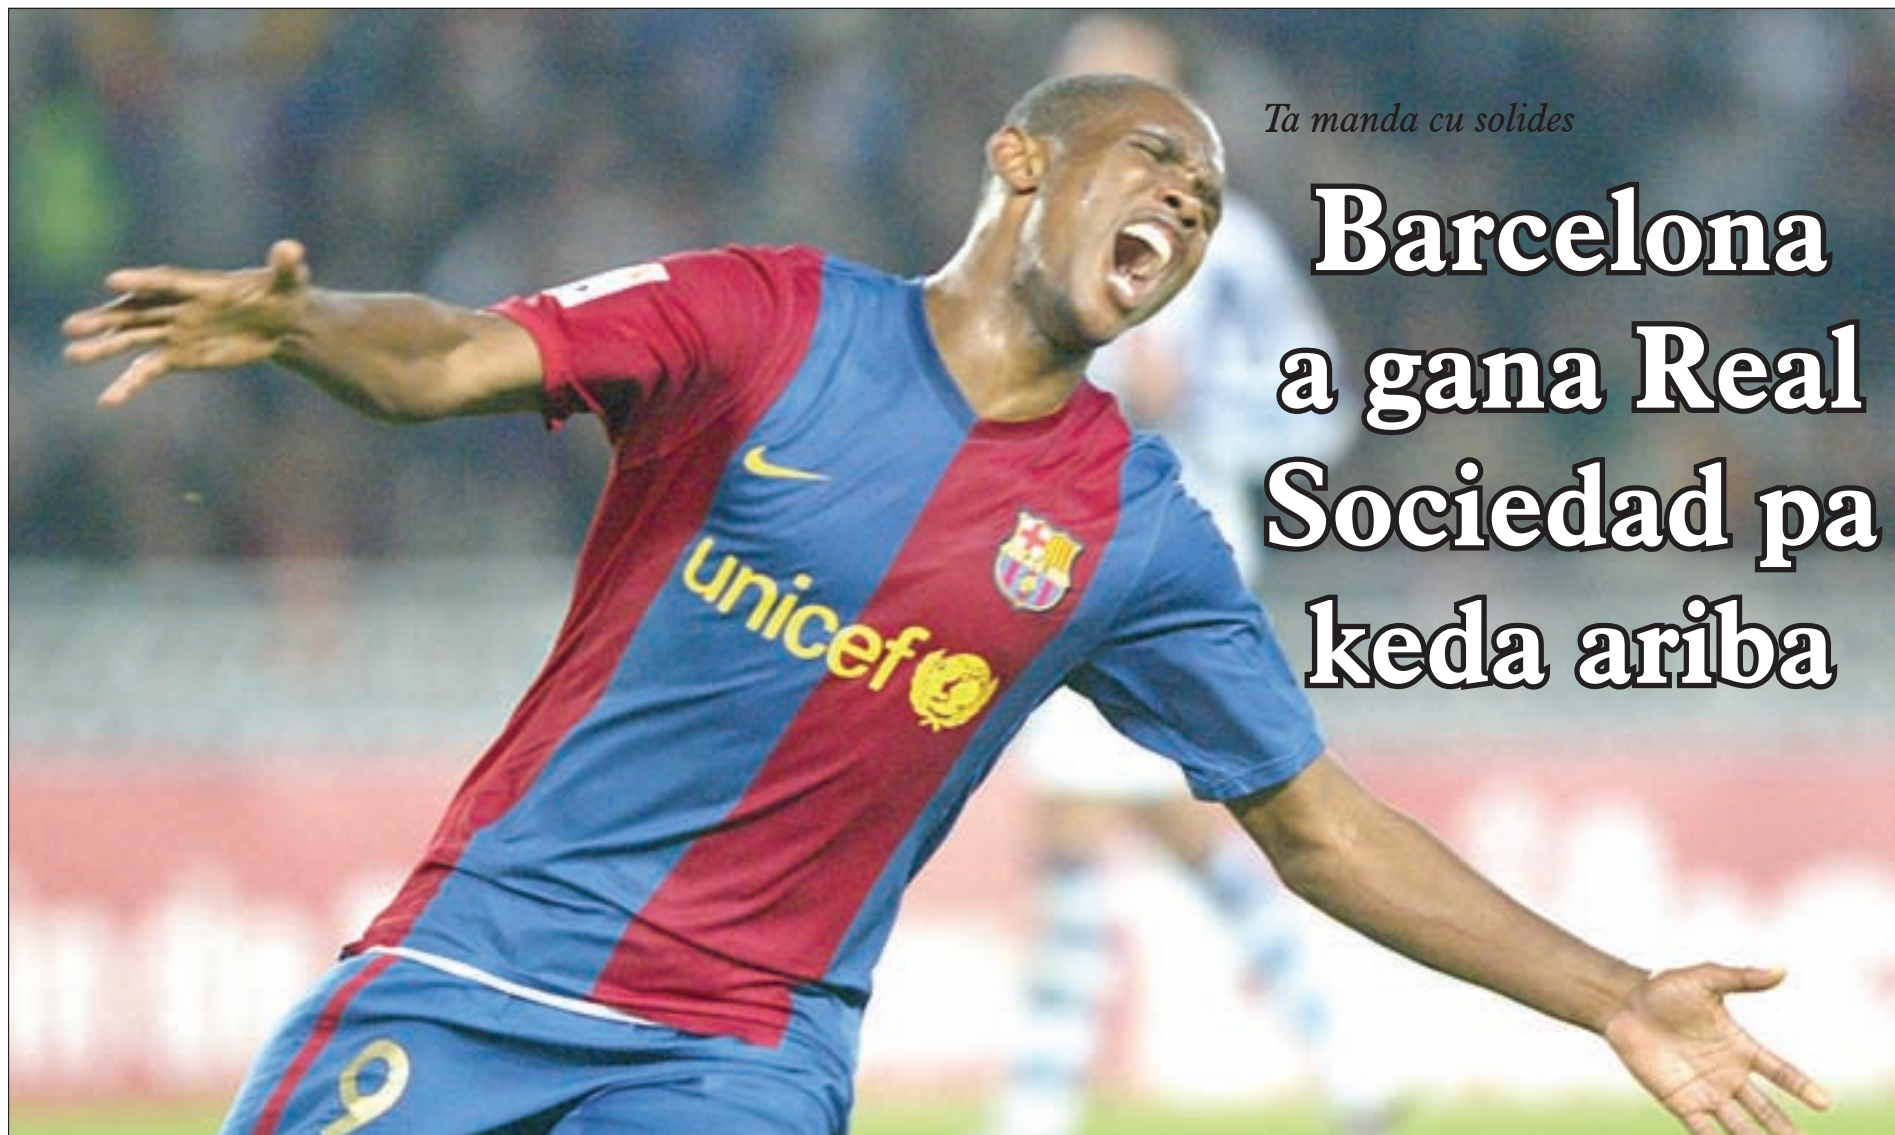 Ta manda cu solides
Barcelona
a gana Real
Sociedad pa
keda ariba
unicef
9